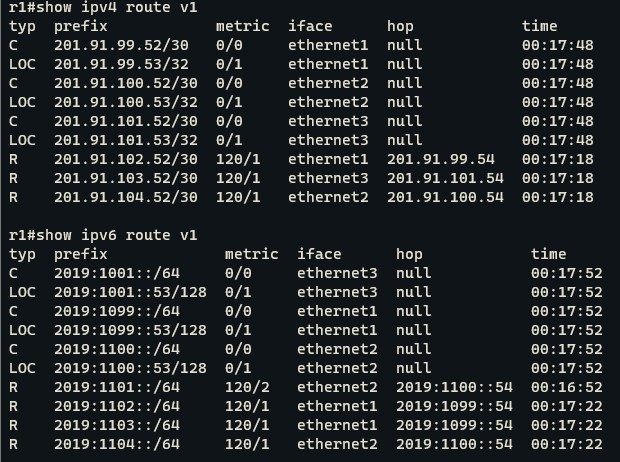 r1#show ipv4 route v1
typ  prefix            metric  iface      hop            time
C    201.91.99.52/30   0/0     ethernet1  null           00:17:48
LOC  201.91.99.53/32   0/1     ethernet1  null           00:17:48
C    201.91.100.52/30  0/0     ethernet2  null           00:17:48
LOC  201.91.100.53/32  0/1     ethernet2  null           00:17:48
C    201.91.101.52/30  0/0     ethernet3  null           00:17:48
LOC  201.91.101.53/32  0/1     ethernet3  null           00:17:48
R    201.91.102.52/30  120/1   ethernet1  201.91.99.54   00:17:18
R    201.91.103.52/30  120/1   ethernet3  201.91.101.54  00:17:18
R    201.91.104.52/30  120/1   ethernet2  201.91.100.54  00:17:18

r1#show ipv6 route v1
typ  prefix             metric  iface      hop            time
C    2019:1001::/64     0/0     ethernet3  null           00:17:52
LOC  2019:1001::53/128  0/1     ethernet3  null           00:17:52
C    2019:1099::/64     0/0     ethernet1  null           00:17:52
LOC  2019:1099::53/128  0/1     ethernet1  null           00:17:52
C    2019:1100::/64     0/0     ethernet2  null           00:17:52
LOC  2019:1100::53/128  0/1     ethernet2  null           00:17:52
R    2019:1101::/64     120/2   ethernet2  2019:1100::54  00:16:52
R    2019:1102::/64     120/1   ethernet1  2019:1099::54  00:17:22
R    2019:1103::/64     120/1   ethernet1  2019:1099::54  00:17:22
R    2019:1104::/64     120/1   ethernet2  2019:1100::54  00:17:22